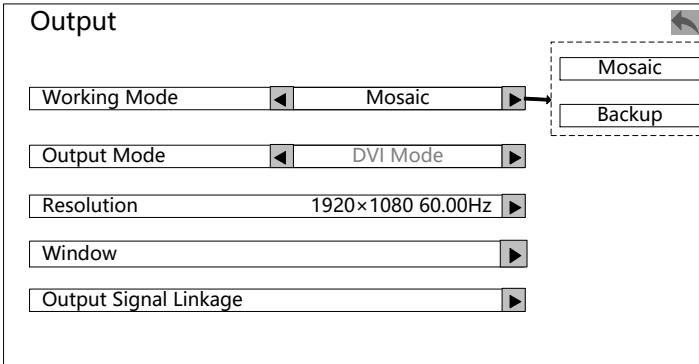 Output
Mosaic
Working Mode Mosaic
Backup
Output Mode DVI Mode
Resolution 1920×1080 60.00Hz
Window
Output Signal Linkage